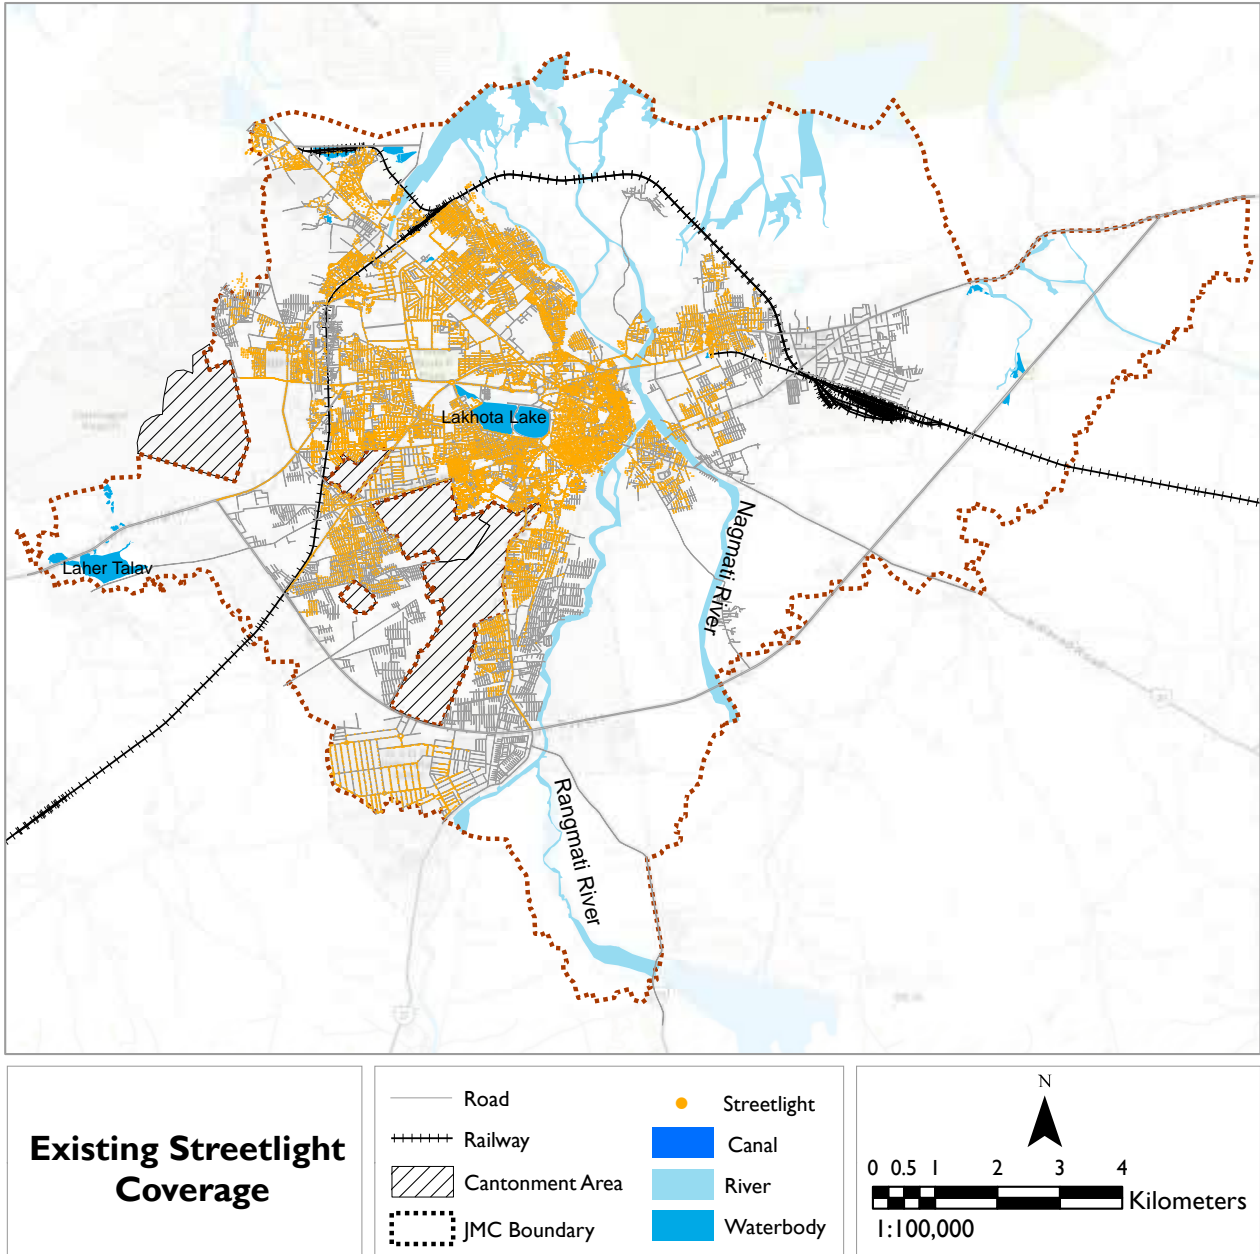 Lakhota Lake
Laher Talav
Nagmati River
Rangmati River
Existing Streetlight
Coverage
Road
Railway
Cantonment Area
JMC Boundary
Streetlight
Canal
River
Waterbody
N
0 0.5 1 2 3 4
Kilometers
1:100,000